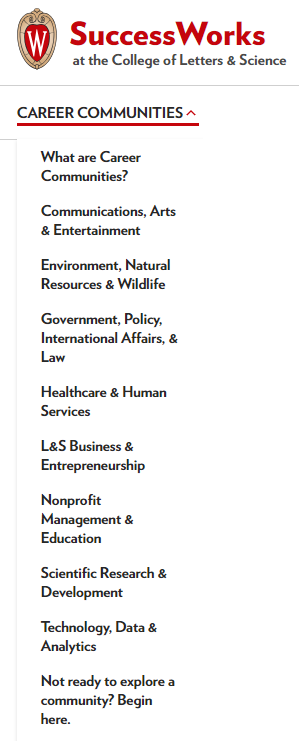 W
SuccessWorks
at the College of Letters & Science
CAREER COMMUNITIES
What are Career
Communities?
Communications, Arts
& Entertainment
Environment, Natural
Resources & Wildlife
Government, Policy,
International Affairs, &
Law
Healthcare & Human
Services
L&S Business &
Entrepreneurship
Nonprofit
Management &
Education
Scientific Research &
Development
Technology, Data &
Analytics
Not ready to explore a
community? Begin
here.